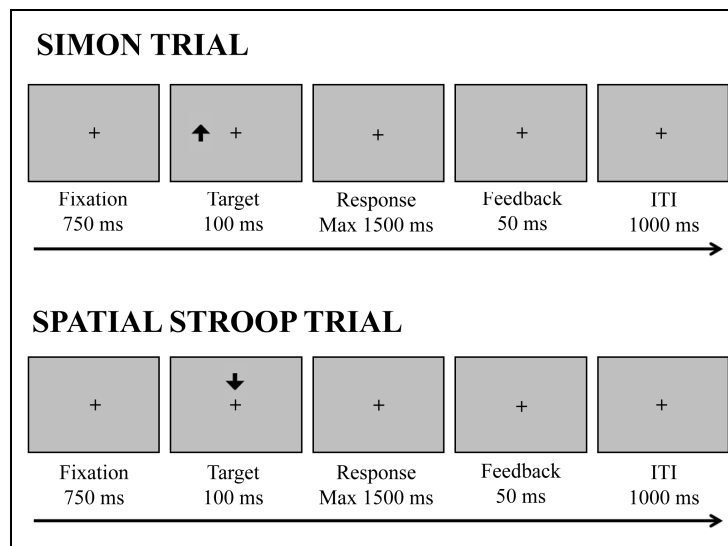 SIMON TRIAL
+ + + + +
Fixation Target Response Feedback ITI
750 ms 100 ms Max 1500 ms 50 ms 1000 ms
SPATIAL STROOP TRIAL
+ + + + +
Fixation Target Response Feedback ITI
750 ms 100 ms Max 1500 ms 50 ms 1000 ms